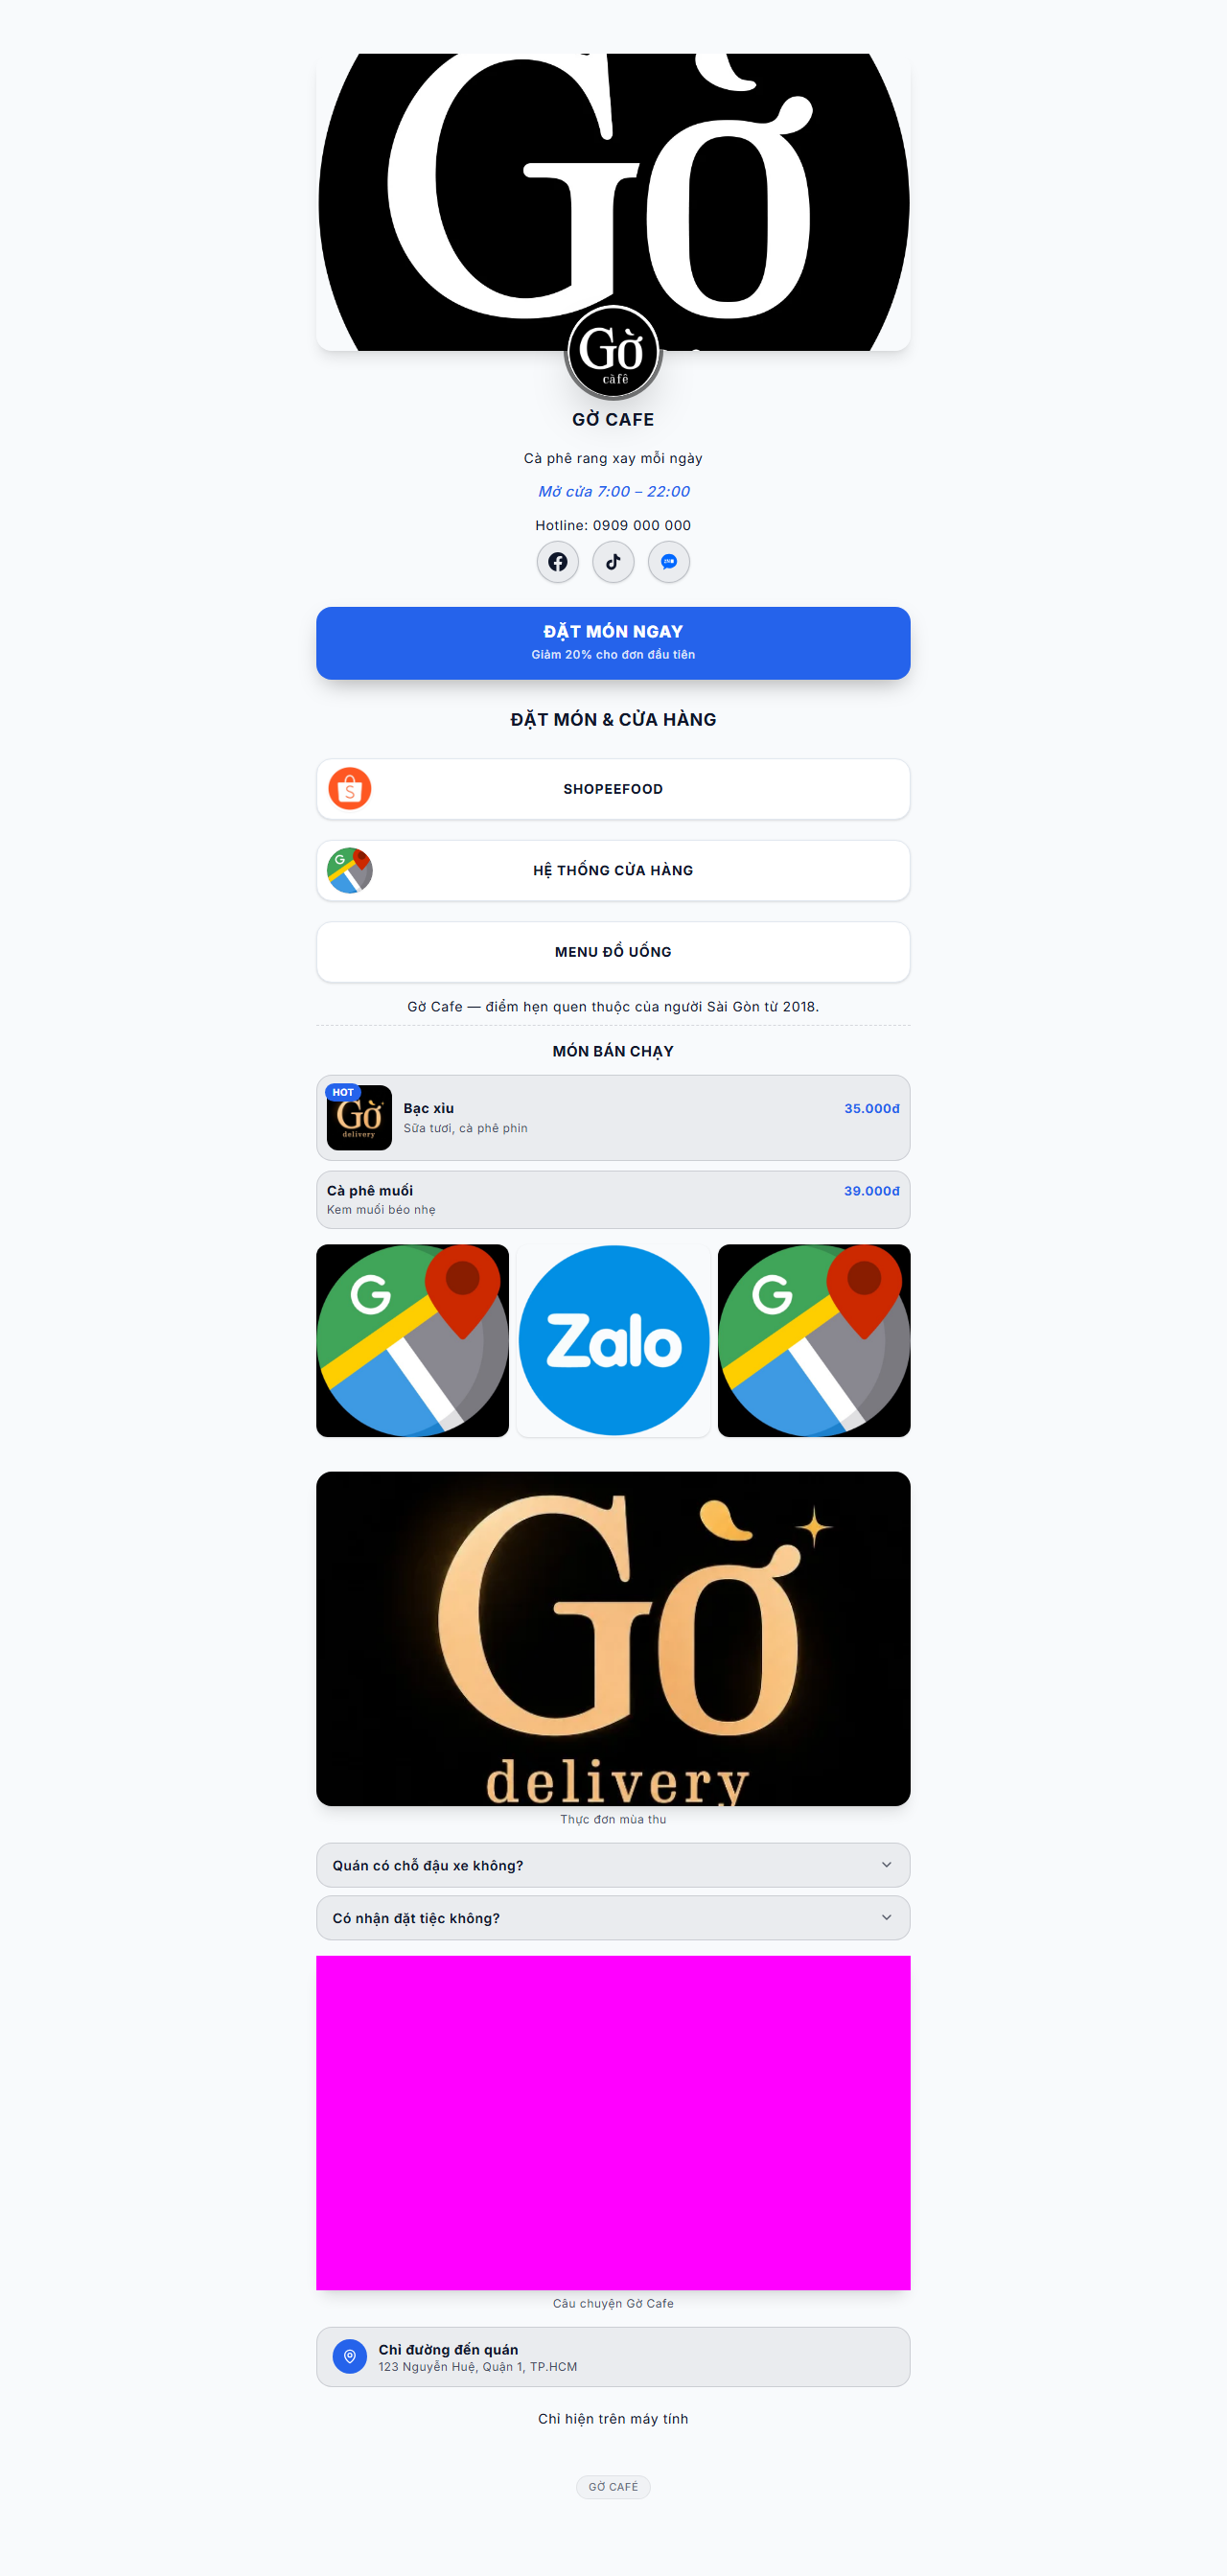 Gờ
Gờ
càfê
GỜ CAFE
Cà phê rang xay mỗi ngày
Mở cửa 7:00 – 22:00
Hotline: 0909 000 000
ĐẶT MÓN NGAY
Giảm 20% cho đơn đầu tiên
ĐẶT MÓN & CỬA HÀNG
S
SHOPEEFOOD
G
HỆ THỐNG CỬA HÀNG
MENU ĐỒ UỐNG
Gờ Cafe — điểm hẹn quen thuộc của người Sài Gòn từ 2018.
MÓN BÁN CHẠY
HOT
Gờ
delivery
Bạc xỉu
35.000đ
Sữa tươi, cà phê phin
Cà phê muối
39.000đ
Kem muối béo nhẹ
G
Zalo
G
Gờ
delivery
Thực đơn mùa thu
Quán có chỗ đậu xe không?
Có nhận đặt tiệc không?
Câu chuyện Gờ Cafe
Chỉ đường đến quán
123 Nguyễn Huệ, Quận 1, TP.HCM
Chỉ hiện trên máy tính
GỜ CAFÉ